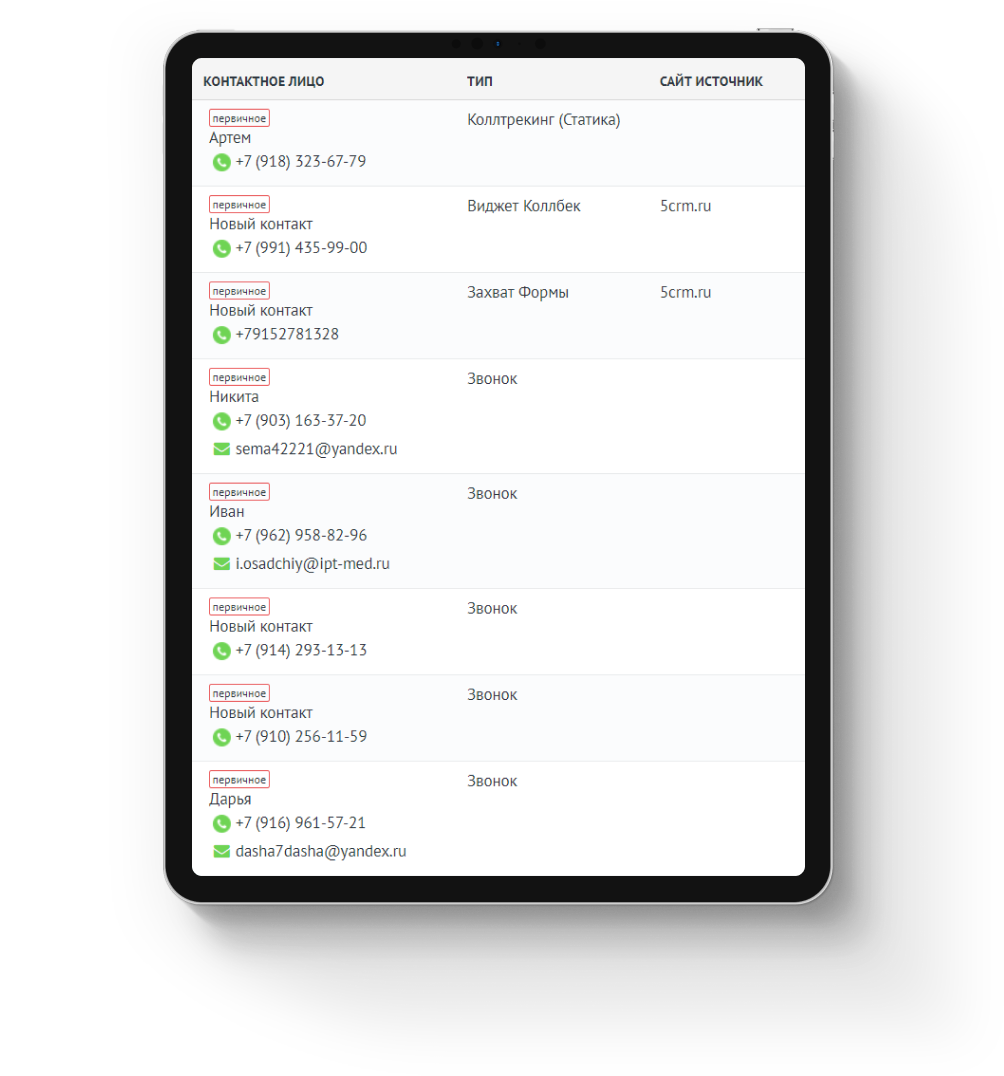 КОНТАКТНОЕ ЛИЦО ТИП САЙТ ИСТОЧНИК
первичное
Артем
+7 (918) 323-67-79
Коллтрекинг (Статика)
первичное
Новый контакт
+7 (991) 435-99-00
Виджет Коллбек
5crm.ru
первичное
Новый контакт
+79152781328
Захват Формы
5crm.ru
первичное
Никита
+7 (903) 163-37-20
sema42221@yandex.ru
Звонок
первичное
Иван
+7 (962) 958-82-96
i.osadchiy@ipt-med.ru
Звонок
первичное
Новый контакт
+7 (914) 293-13-13
Звонок
первичное
Новый контакт
+7 (910) 256-11-59
Звонок
первичное
Дарья
+7 (916) 961-57-21
dasha7dasha@yandex.ru
Звонок